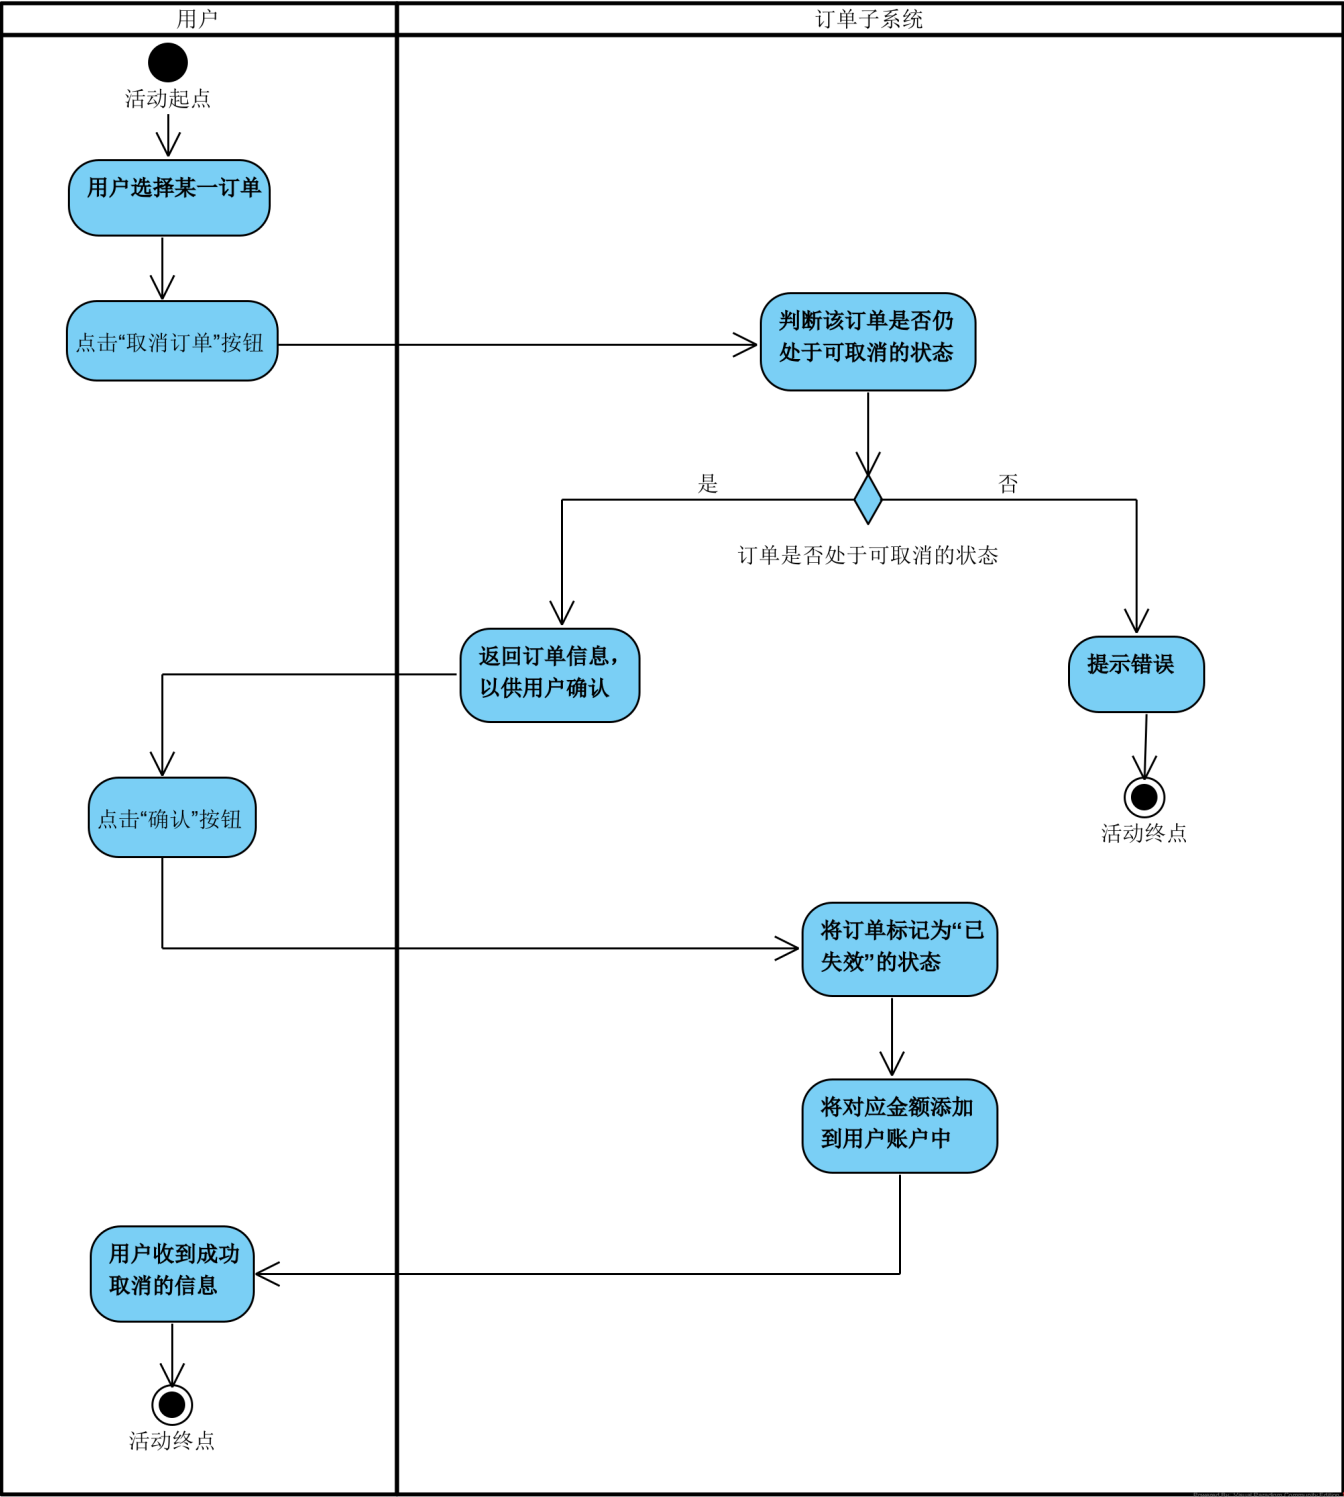 用户
订单子系统
活动起点
用户选择某一订单
点击“取消订单”按钮
判断该订单是否仍
处于可取消的状态
是
否
订单是否处于可取消的状态
返回订单信息，
以供用户确认
提示错误
点击“确认”按钮
活动终点
将订单标记为“已
失效”的状态
将对应金额添加
到用户账户中
用户收到成功
取消的信息
活动终点